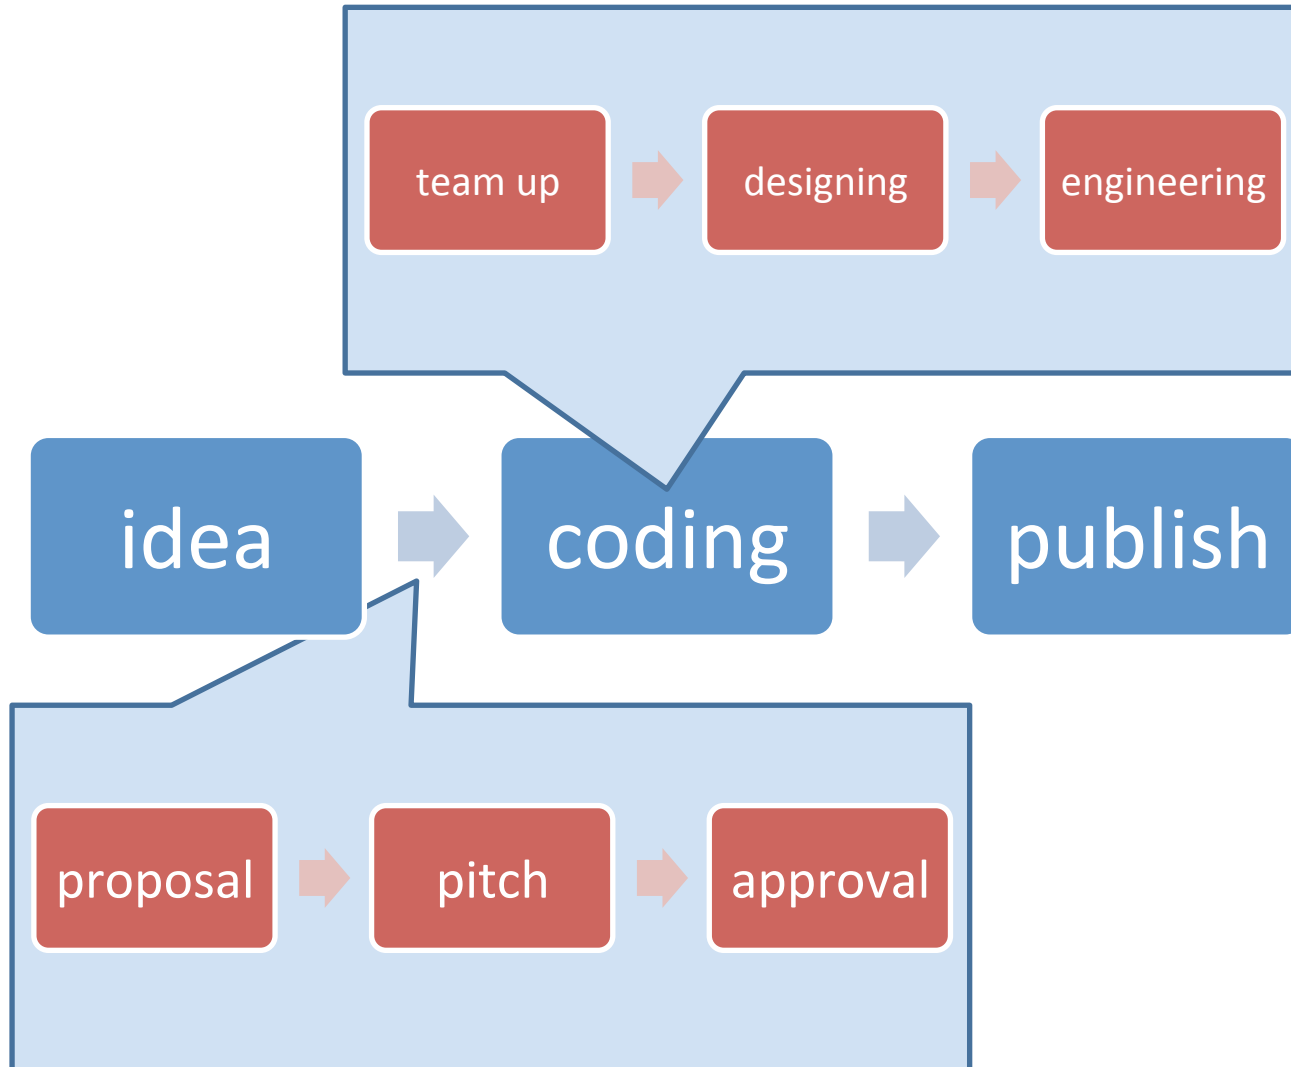 team up
designing
engineering
idea
coding
publish
proposal
pitch
approval